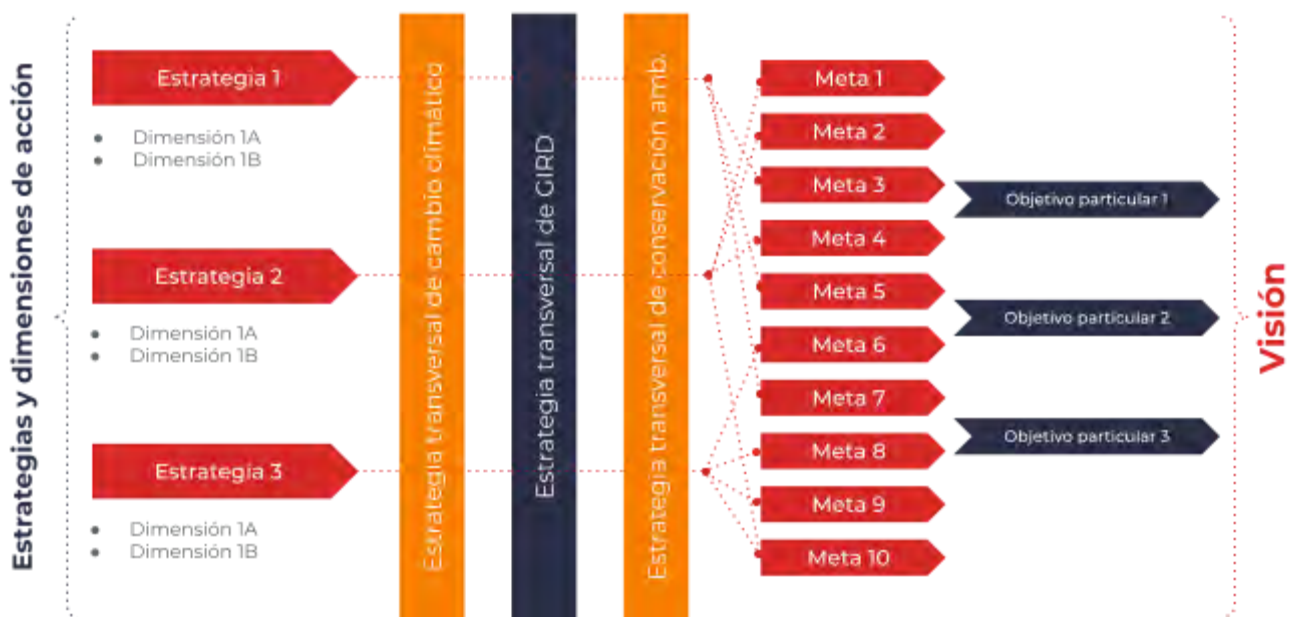 Estrategias y dimensiones de acción
Estrategia 1
Dimensión 1A
Dimensión 1B
Estrategia 2
Dimensión 1A
Dimensión 1B
Estrategia 3
Dimensión 1A
Dimensión 1B
Estrategia transversal de cambio climático
Estrategia transversal de GIRD
Estrategia transversal de conservación amb.
Meta 1
Meta 2
Meta 3
Meta 4
Meta 5
Meta 6
Meta 7
Meta 8
Meta 9
Meta 10
Objetivo particular 1
Objetivo particular 2
Objetivo particular 3
Visión